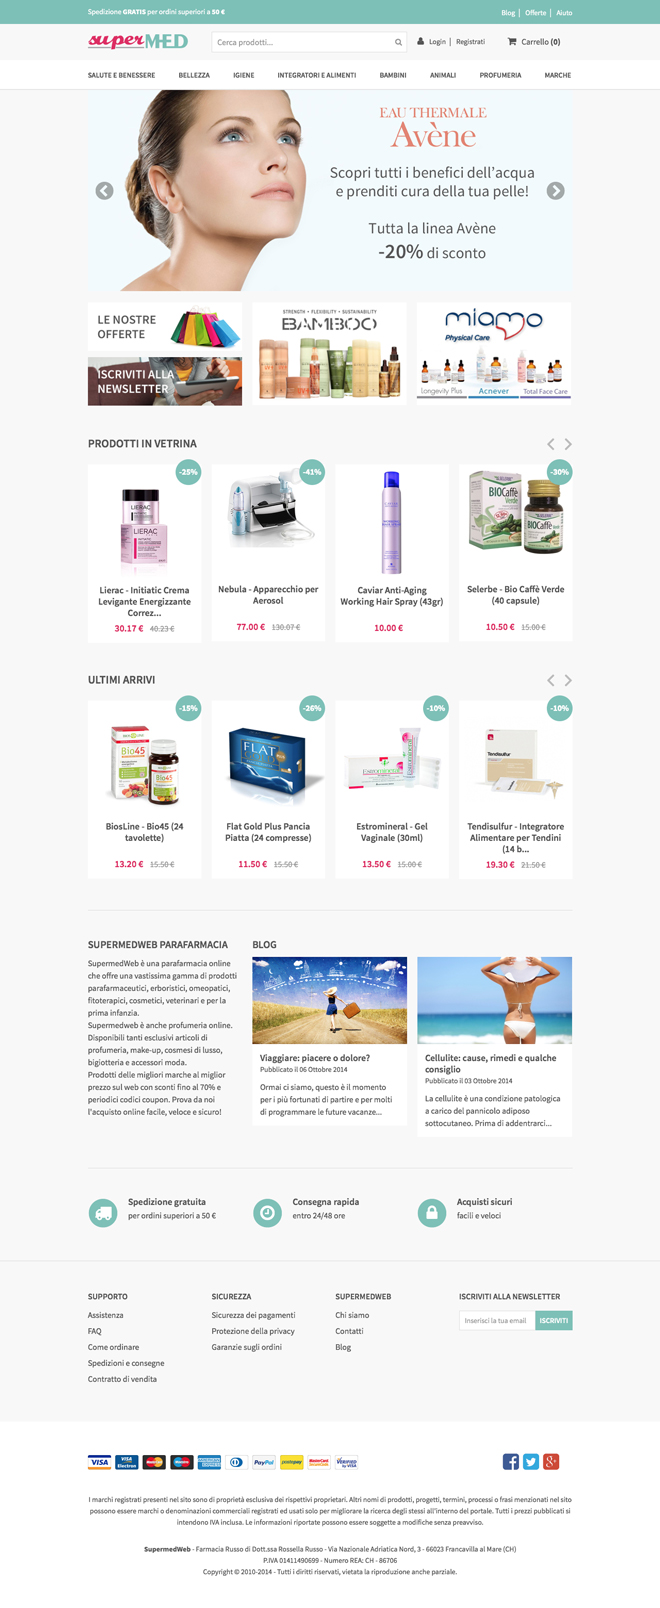 Spedizione GRATIS per ordini superiori a 50 €
Blog | Offerte | Aiuto
superMED
Cerca prodotti...
Login | Registrati
Carrello (0)
SALUTE E BENESSERE BELLEZZA IGIENE INTEGRATORI E ALIMENTI BAMBINI ANIMALI PROFUMERIA MARCHE
EAU THERMALE
Avène
Scopri tutti i benefici dell'acqua
e prenditi cura della tua pelle!
Tutta la linea Avène
-20% di sconto
LE NOSTRE
OFFERTE
ISCRIVITI ALLA
NEWSLETTER
STRENGTH • FLEXIBILITY • SUSTAINABILITY
BAMBOO
miamo
Physical Care
Longevity Plus Acnever Total Face Care
PRODOTTI IN VETRINA
-25%
LIERAC
LIERAC
Lierac - Initiatic Crema
Levigante Energizzante
Correz...
30.17 € 40.23 €
-41%
Nebula - Apparecchio per
Aerosol
77.00 € 130.07 €
Caviar Anti-Aging
Working Hair Spray (43gr)
10.00 €
-30%
BIOCaffè
Verde
BIOCaffè
Selerbe - Bio Caffè Verde
(40 capsule)
10.50 € 15.00 €
ULTIMI ARRIVI
-15%
Bio45
Bio45
BiosLine - Bio45 (24
tavolette)
13.20 € 15.50 €
-26%
FLAT
Flat Gold Plus Pancia
Piatta (24 compresse)
11.50 € 15.50 €
-10%
Estromineral - Gel
Vaginale (30ml)
13.50 € 15.00 €
-10%
Tendisulfur
Tendisulfur - Integratore
Alimentare per Tendini
(14 b...
19.30 € 21.50 €
SUPERMEDWEB PARAFARMACIA
SupermedWeb è una parafarmacia online
che offre una vastissima gamma di prodotti
parafarmaceutici, erboristici, omeopatici,
fitoterapici, cosmetici, veterinari e per la
prima infanzia.
Supermedweb è anche profumeria online.
Disponibili tanti esclusivi articoli di
profumeria, make-up, cosmesi di lusso,
bigiotteria e accessori moda.
Prodotti delle migliori marche al miglior
prezzo sul web con sconti fino al 70% e
periodici codici coupon. Prova da noi
l'acquisto online facile, veloce e sicuro!
BLOG
Viaggiare: piacere o dolore?
Pubblicato il 06 Ottobre 2014
Ormai ci siamo, questo è il momento
per i più fortunati di partire e per molti
di programmare le future vacanze...
Cellulite: cause, rimedi e qualche
consiglio
Pubblicato il 03 Ottobre 2014
La cellulite è una condizione patologica
a carico del pannicolo adiposo
sottocutaneo. Prima di addentrarci...
Spedizione gratuita
per ordini superiori a 50 €
Consegna rapida
entro 24/48 ore
Acquisti sicuri
facili e veloci
SUPPORTO
Assistenza
FAQ
Come ordinare
Spedizioni e consegne
Contratto di vendita
SICUREZZA
Sicurezza dei pagamenti
Protezione della privacy
Garanzie sugli ordini
SUPERMEDWEB
Chi siamo
Contatti
Blog
ISCRIVITI ALLA NEWSLETTER
Inserisci la tua email ISCRIVITI
VISA VISA Electron MasterCard Maestro AMERICAN EXPRESS PayPal postepay MasterCard SecureCode VERIFIED by VISA
I marchi registrati presenti nel sito sono di proprietà esclusiva dei rispettivi proprietari. Altri nomi di prodotti, progetti, termini, processi o frasi menzionati nel sito
possono essere marchi o denominazioni commerciali registrati ed usati solo per migliorare la ricerca degli stessi all'interno del portale. Tutti i prezzi pubblicati si
intendono IVA inclusa. Le informazioni riportate possono essere soggette a modifiche senza preavviso.
SupermedWeb - Farmacia Russo di Dott.ssa Rossella Russo - Via Nazionale Adriatica Nord, 3 - 66023 Francavilla al Mare (CH)
P.IVA 01411490699 - Numero REA: CH - 86706
Copyright © 2010-2014 - Tutti i diritti riservati, vietata la riproduzione anche parziale.